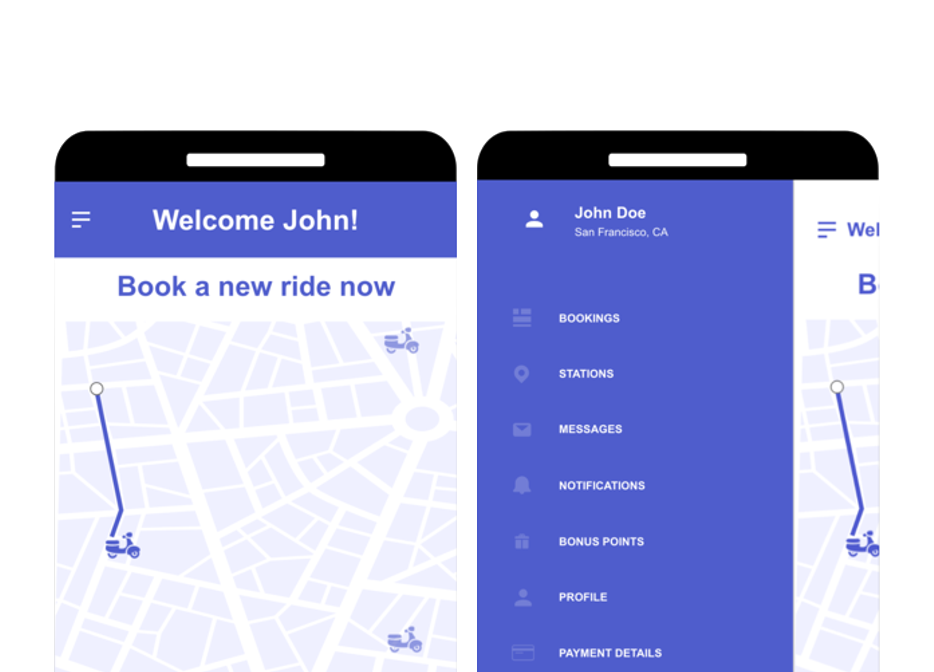 Welcome John!
Book a new ride now
John Doe
San Francisco, CA
BOOKINGS
STATIONS
MESSAGES
NOTIFICATIONS
BONUS POINTS
PROFILE
PAYMENT DETAILS
Wel
B